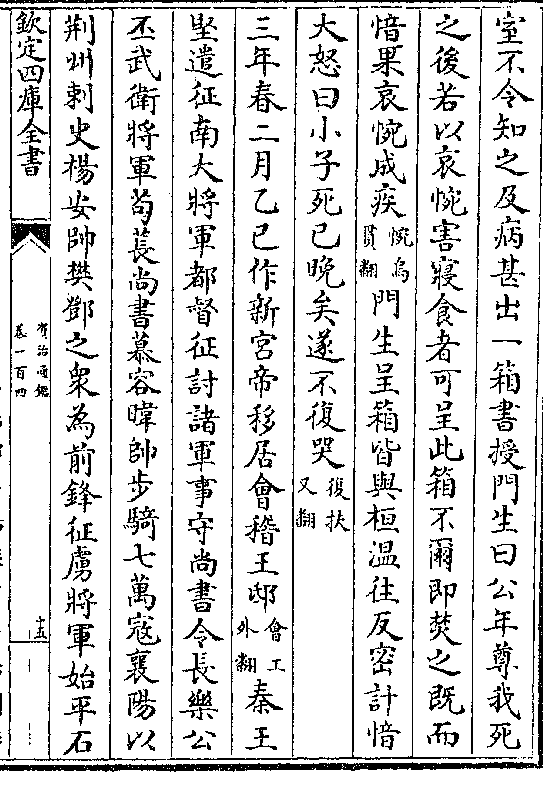 室不令知之及病甚出一箱書授門生曰公年尊我死
之後若以哀惋害寢食者可呈此箱不爾即焚之既而
愔果哀惋成疾惋烏貫翻門生呈箱皆與桓溫往反密計愔
大怒曰小子死已晚矣遂不復哭復扶又翻
三年春二月乙巳作新宮帝移居會稽王邸會工外翻秦王
堅遣征南大將軍都督征討諸軍事守尚書令長樂公
丕武衛將軍茍萇尚書慕容暐帥步騎七萬寇襄陽以
荆州刺史楊安帥樊鄧之衆為前鋒征虜將軍始平石
欽定四庫全書
資治通鑑
卷一百四
十五